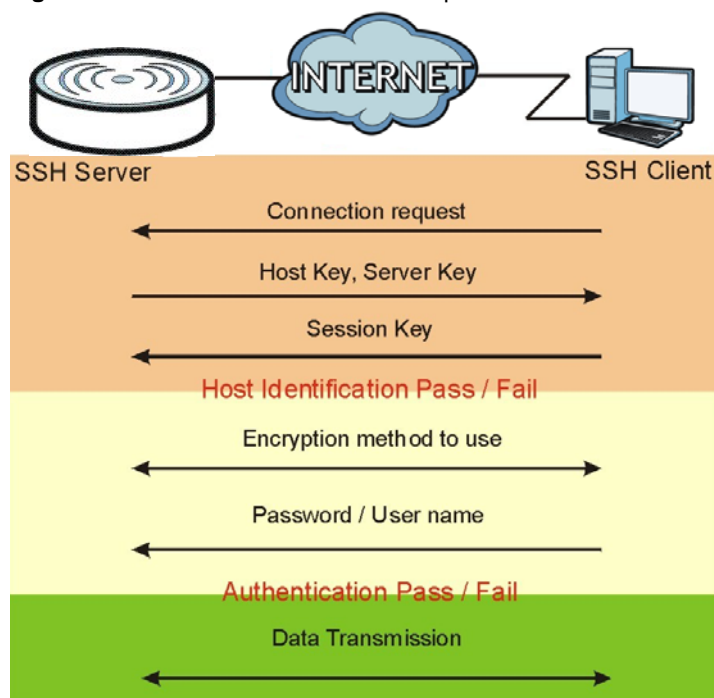 INTERNET
SSH Server
SSH Client
Connection request
Host Key, Server Key
Session Key
Host Identification Pass / Fail
Encryption method to use
Password / User name
Authentication Pass / Fail
Data Transmission